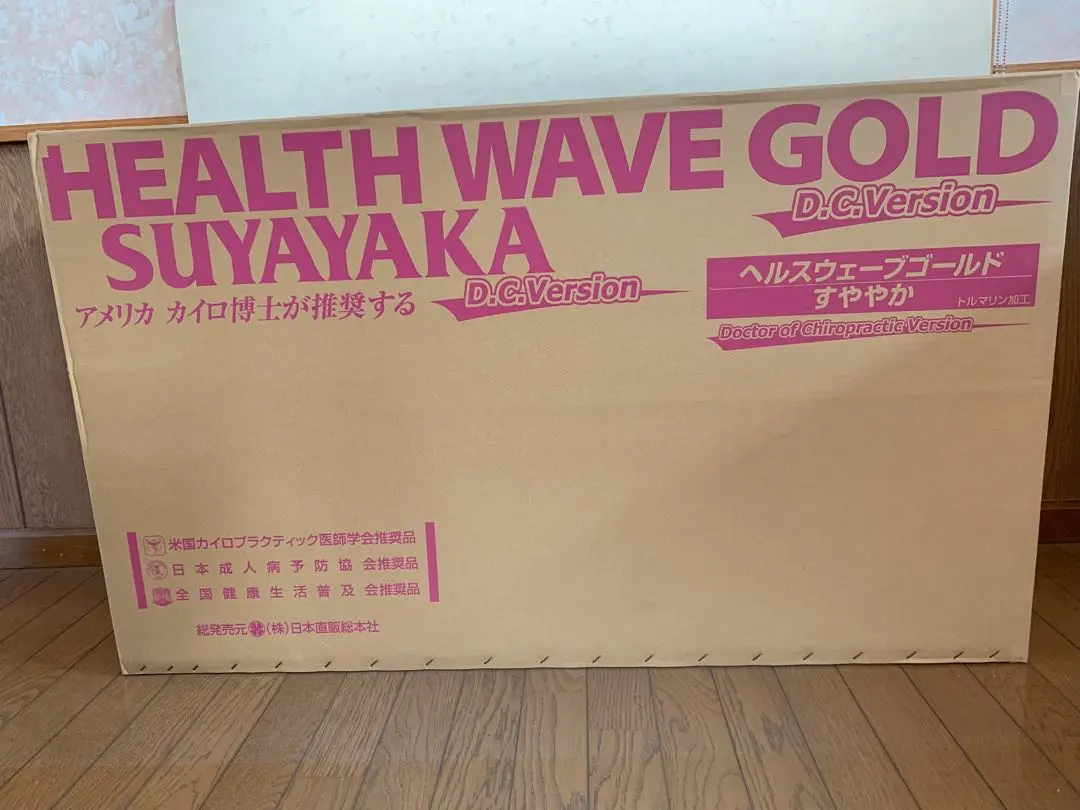 HEALTH WAVE GOLD
D.C.Version
SUYAYAKA
D.C.Version
アメリカ カイロ博士が推奨する
ヘルスウェーブゴールド
すややか
トルマリン加工
Doctor of Chiropractic Version
米国カイロプラクティック医師学会推奨品
日本成人病予防協会推奨品
全国健康生活普及会推奨品
総発売元 (株)日本直販総本社